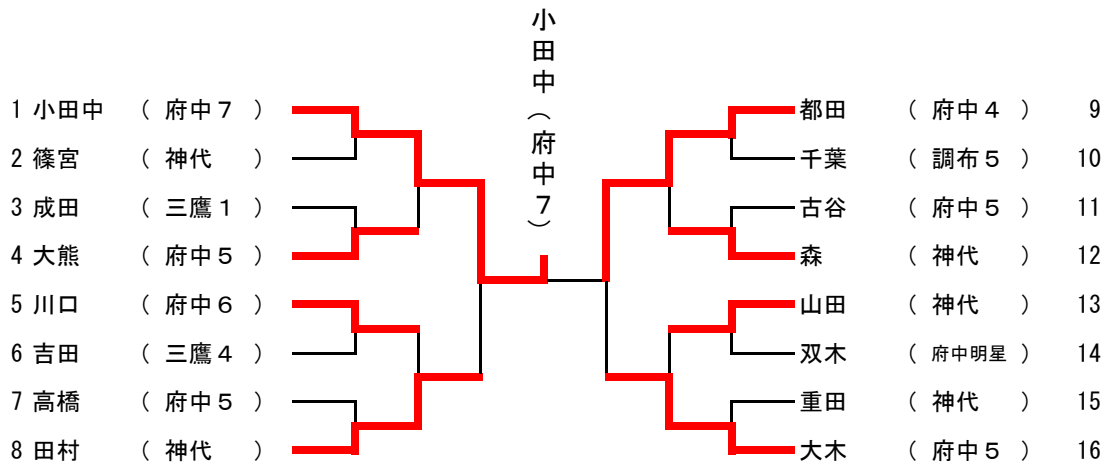 小田中（府中７）
1 小田中 （ 府中７ ）
2 篠宮 （ 神代 ）
3 成田 （ 三鷹１ ）
4 大熊 （ 府中５ ）
5 川口 （ 府中６ ）
6 吉田 （ 三鷹４ ）
7 高橋 （ 府中５ ）
8 田村 （ 神代 ）
都田 （ 府中４ ） 9
千葉 （ 調布５ ） 10
古谷 （ 府中５ ） 11
森 （ 神代 ） 12
山田 （ 神代 ） 13
双木 （ 府中明星 ） 14
重田 （ 神代 ） 15
大木 （ 府中５ ） 16